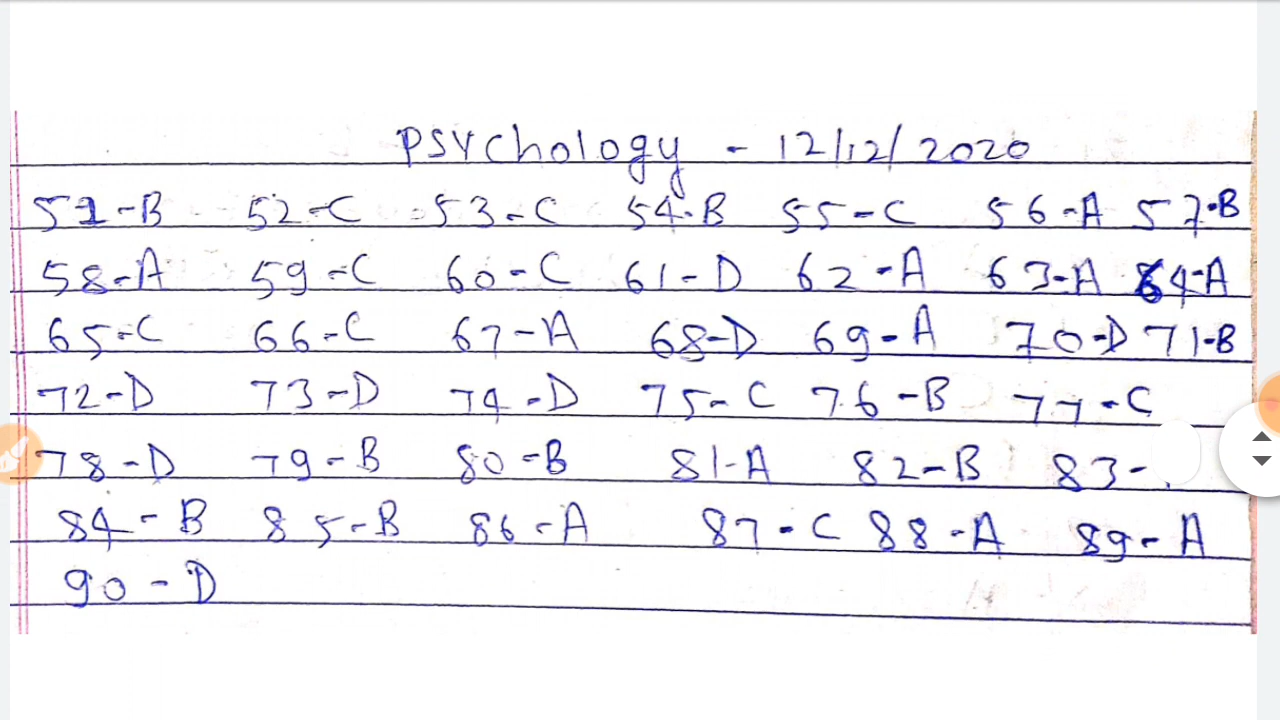 Psychology - 12/12/2020
51-B 52-C 53-C 54-B 55-C 56-A 57-B
58-A 59-C 60-C 61-D 62-A 63-A 64-A
65-C 66-C 67-A 68-D 69-A 70-D 71-B
72-D 73-D 74-D 75-C 76-B 77-C
78-D 79-B 80-B 81-A 82-B 83-
84-B 85-B 86-A 87-C 88-A 89-A
90-D